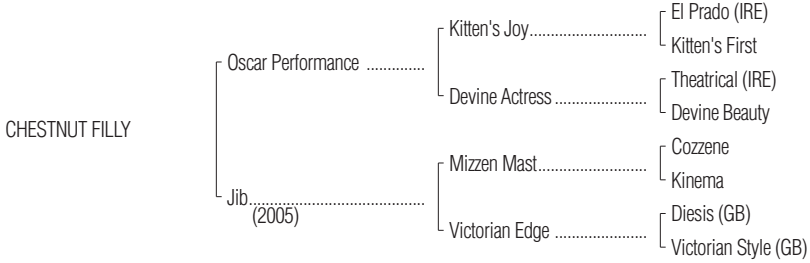 El Prado (IRE)
Kitten's Joy..........................
Kitten's First
Oscar Performance ..............
Theatrical (IRE)
Devine Actress .....................
Devine Beauty
CHESTNUT FILLY
Cozzene
Mizzen Mast........................
Kinema
Jib.......................................
(2005)
Diesis (GB)
Victorian Edge .....................
Victorian Style (GB)